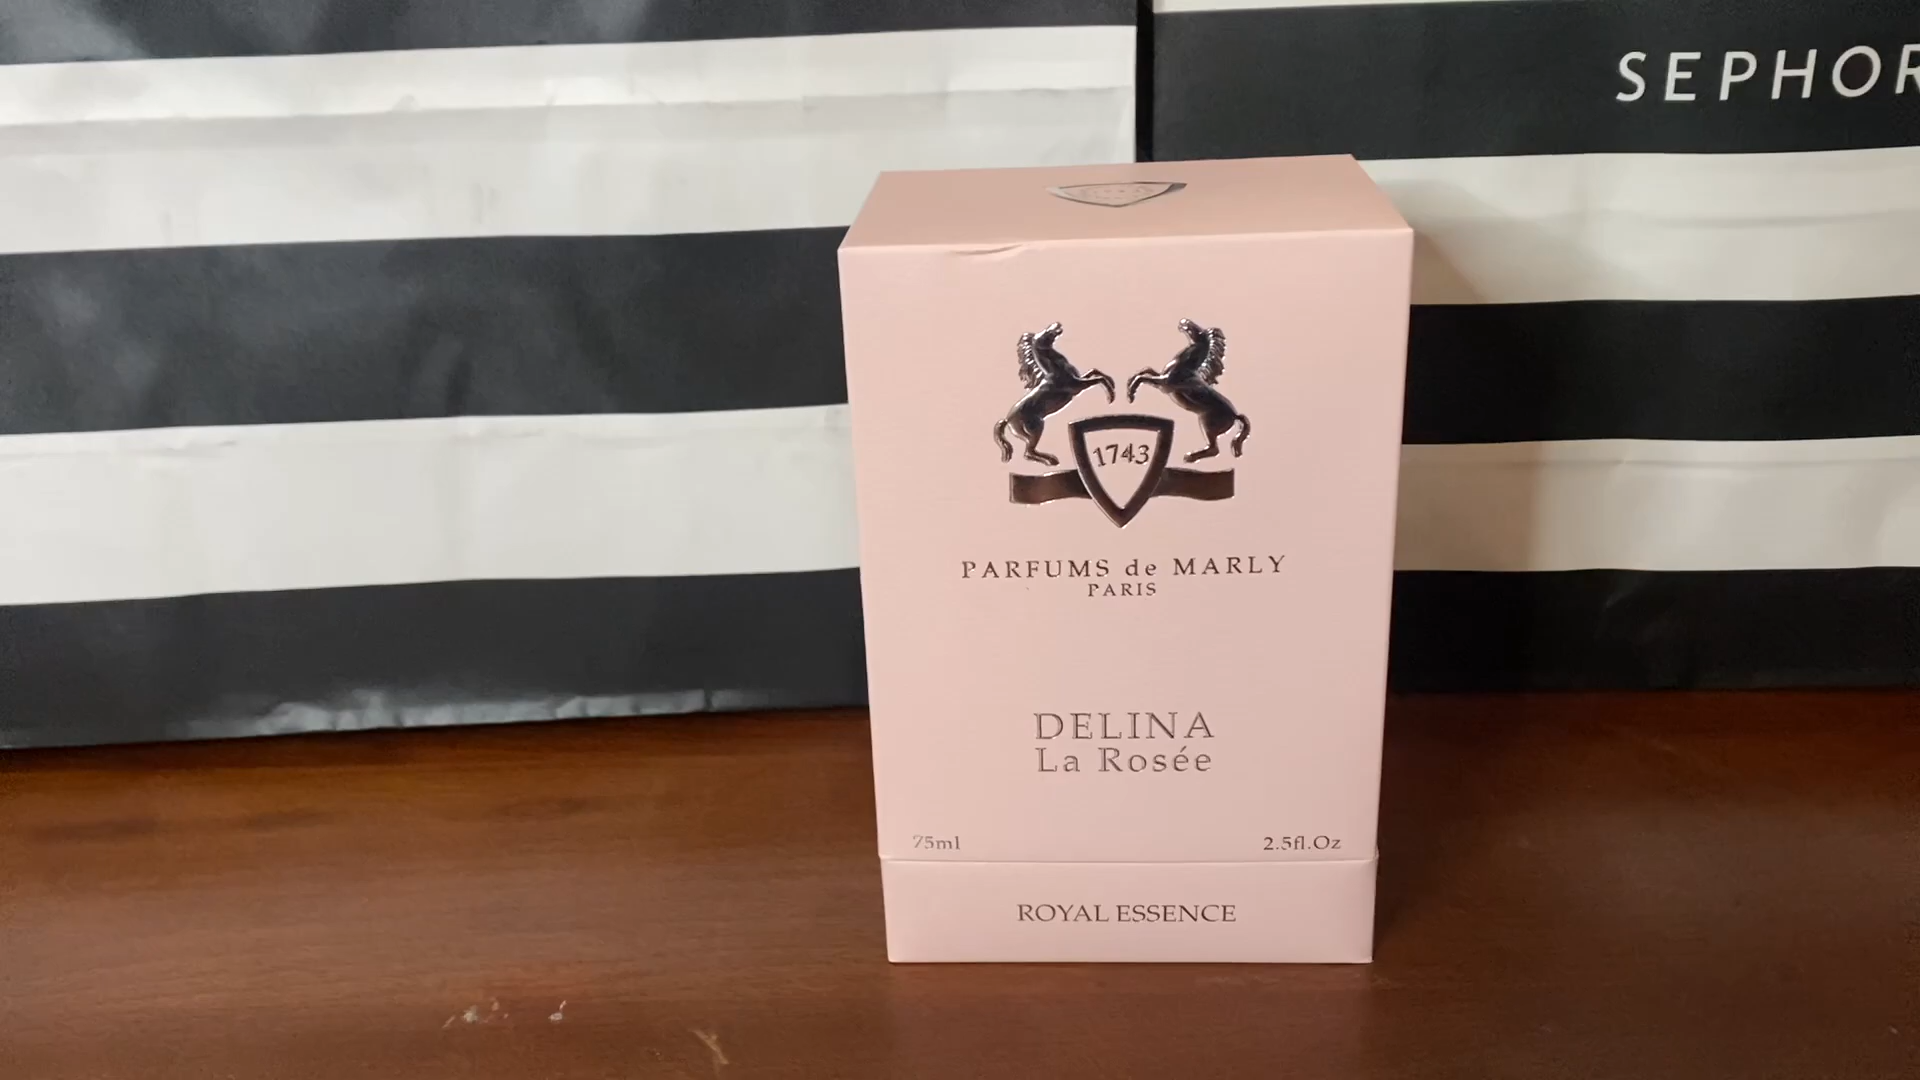 SEPHOR
1743
PARFUMS de MARLY
PARIS
DELINA
La Rosée
75ml 2.5fl.Oz
ROYAL ESSENCE